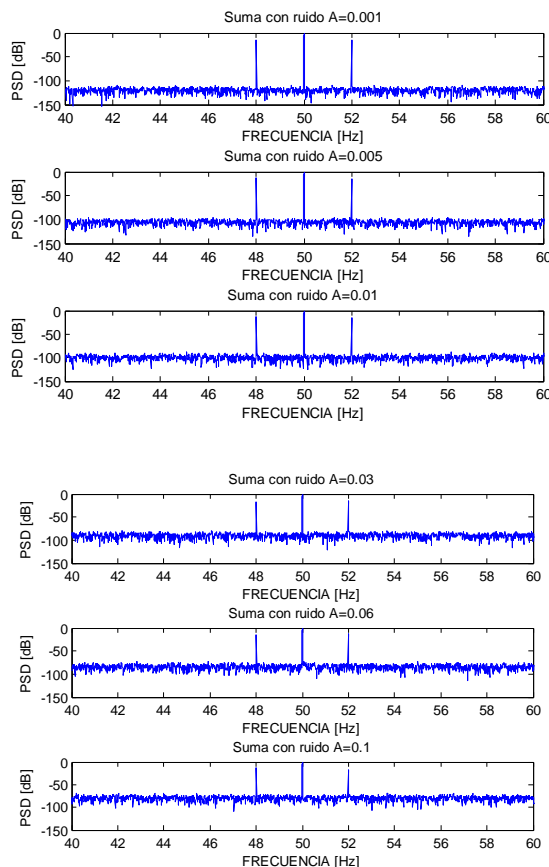 Suma con ruido A=0.001
0
-50
-100
-150
PSD [dB]
40 42 44 46 48 50 52 54 56 58 60
FRECUENCIA [Hz]
Suma con ruido A=0.005
0
-50
-100
-150
PSD [dB]
40 42 44 46 48 50 52 54 56 58 60
FRECUENCIA [Hz]
Suma con ruido A=0.01
0
-50
-100
-150
PSD [dB]
40 42 44 46 48 50 52 54 56 58 60
FRECUENCIA [Hz]
Suma con ruido A=0.03
0
-50
-100
-150
PSD [dB]
40 42 44 46 48 50 52 54 56 58 60
FRECUENCIA [Hz]
Suma con ruido A=0.06
0
-50
-100
-150
PSD [dB]
40 42 44 46 48 50 52 54 56 58 60
FRECUENCIA [Hz]
Suma con ruido A=0.1
0
-50
-100
-150
PSD [dB]
40 42 44 46 48 50 52 54 56 58 60
FRECUENCIA [Hz]